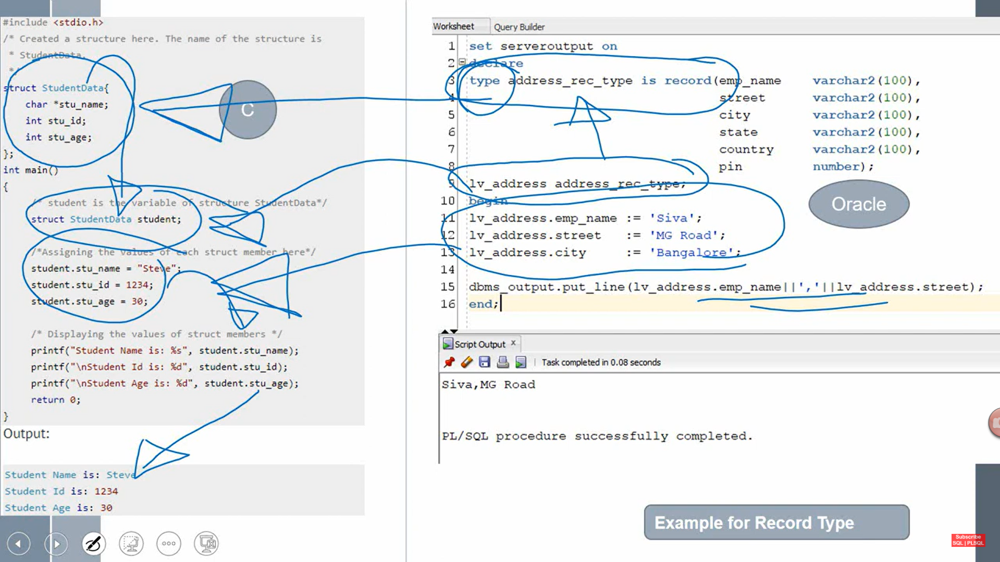 #include <stdio.h>
/* Created a structure here. The name of the structure is
* StudentData.
*/
struct StudentData{
char *stu_name;
int stu_id;
int stu_age;
};
int main()
{
/* student is the variable of structure StudentData*/
struct StudentData student;
/*Assigning the values of each struct member here*/
student.stu_name = "Steve";
student.stu_id = 1234;
student.stu_age = 30;
/* Displaying the values of struct members */
printf("Student Name is: %s", student.stu_name);
printf("\nStudent Id is: %d", student.stu_id);
printf("\nStudent Age is: %d", student.stu_age);
return 0;
}
Output:
Student Name is: Steve
Student Id is: 1234
Student Age is: 30
C
Worksheet Query Builder
1 set serveroutput on
2 declare
3 type address_rec_type is record(emp_name varchar2(100),
4 street varchar2(100),
5 city varchar2(100),
6 state varchar2(100),
7 country varchar2(100),
8 pin number);
9 lv_address address_rec_type;
10 begin
11 lv_address.emp_name := 'Siva';
12 lv_address.street := 'MG Road';
13 lv_address.city := 'Bangalore';
14
15 dbms_output.put_line(lv_address.emp_name||','||lv_address.street);
16 end;
Oracle
Script Output x
Task completed in 0.08 seconds
Siva,MG Road
PL/SQL procedure successfully completed.
Example for Record Type
Subscribe
SQL | PLSQL